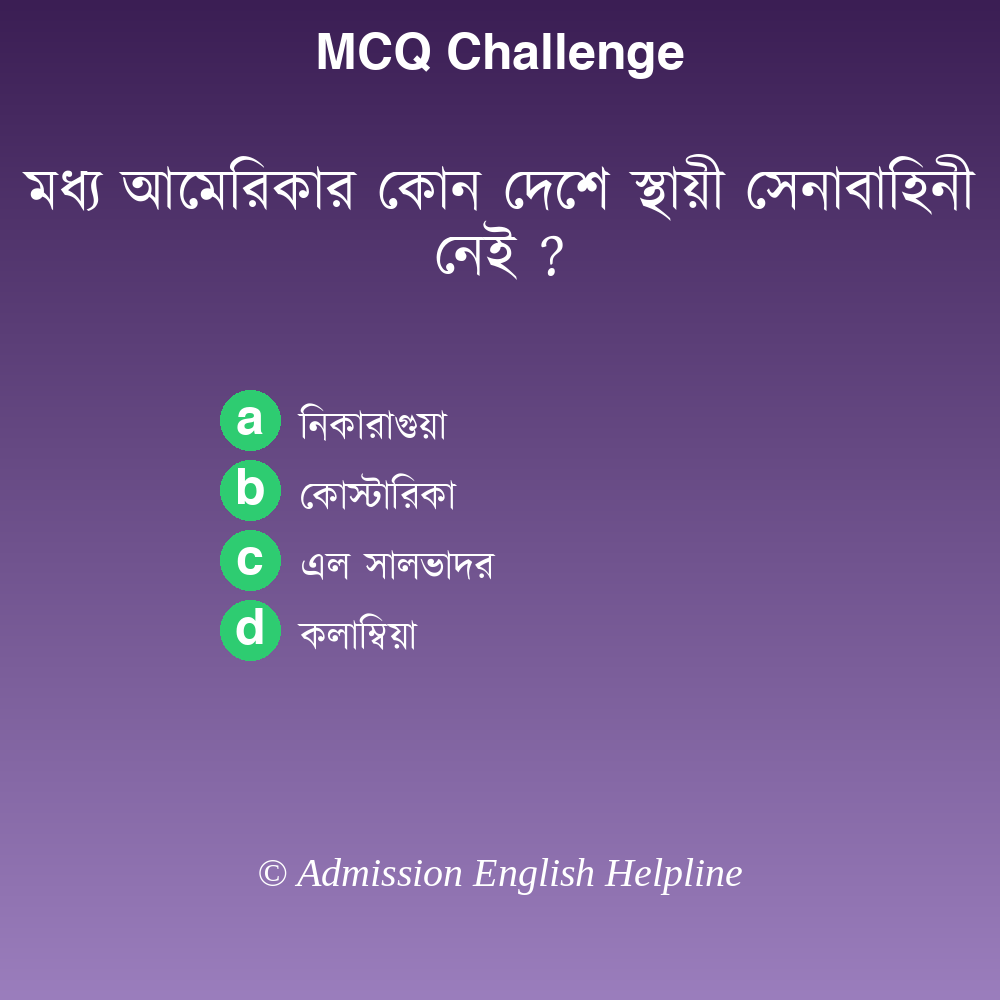 MCQ Challenge
মধ্য আমেরিকার কোন দেশে স্থায়ী সেনাবাহিনী
নেই ?
a নিকারাগুয়া
b কোস্টারিকা
c এল সালভাদর
d কলাম্বিয়া
© Admission English Helpline